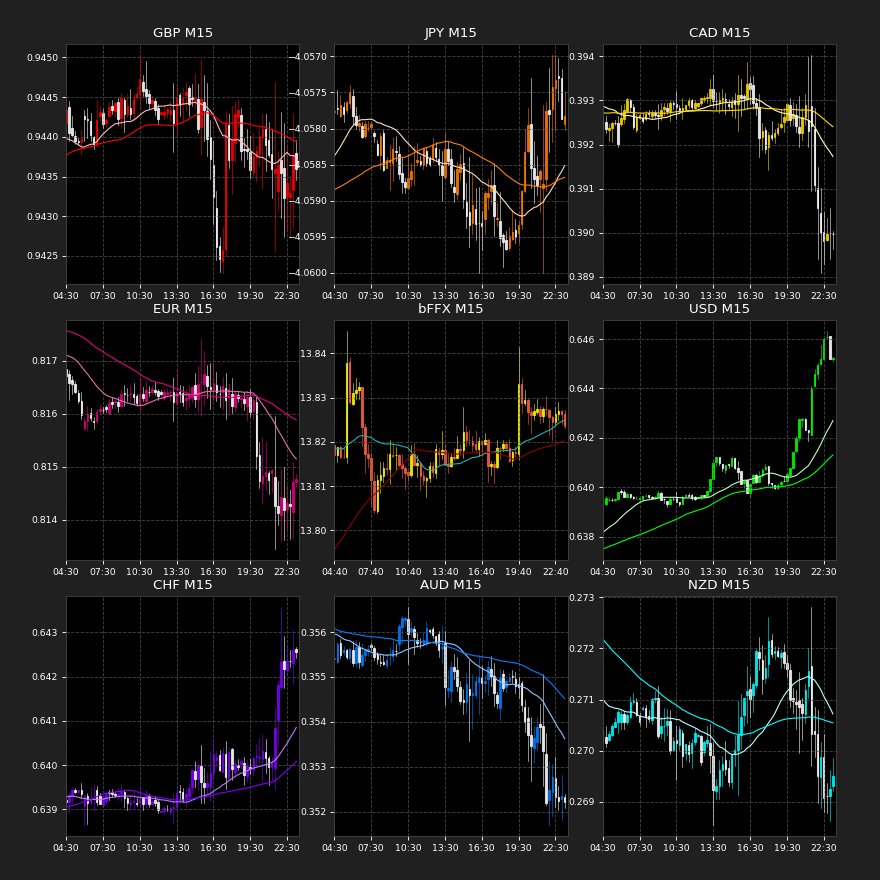 GBP M15 JPY M15 CAD M15
0.9450 −4.0570 0.394
0.9445 −4.0575
0.9440 −4.0580 0.393
0.9435 −4.0585 0.392
0.9430 −4.0590 0.391
0.9425 −4.0595 0.390
−4.0600 0.389
04:30 07:30 10:30 13:30 16:30 19:30 22:30 04:30 07:30 10:30 13:30 16:30 19:30 22:30 04:30 07:30 10:30 13:30 16:30 19:30 22:30
EUR M15 bFFX M15 USD M15
0.817 13.84 0.646
0.816 13.83 0.644
0.815 13.82 0.642
0.814 13.81 0.640
13.80 0.638
04:30 07:30 10:30 13:30 16:30 19:30 22:30 04:40 07:40 10:40 13:40 16:40 19:40 22:40 04:30 07:30 10:30 13:30 16:30 19:30 22:30
CHF M15 AUD M15 NZD M15
0.643 0.356 0.273
0.642 0.355 0.272
0.641 0.354 0.271
0.640 0.353 0.270
0.639 0.352 0.269
04:30 07:30 10:30 13:30 16:30 19:30 22:30 04:30 07:30 10:30 13:30 16:30 19:30 22:30 04:30 07:30 10:30 13:30 16:30 19:30 22:30